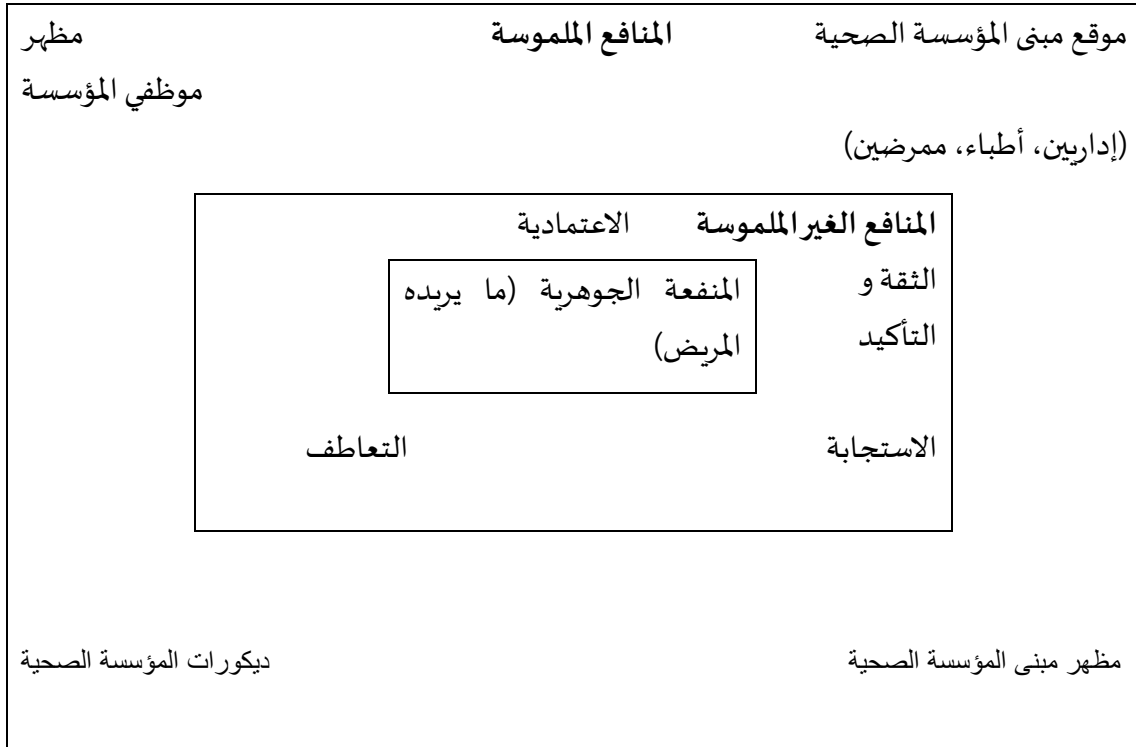 موقع مبنى المؤسسة الصحية المنافع الملموسة مظهر
موظفي المؤسسة
(إداريين، أطباء، ممرضين)
المنافع الغير الملموسة الاعتمادية
الثقة و
التأكيد
المنفعة الجوهرية (ما يريده
المريض)
الاستجابة التعاطف
مظهر مبنى المؤسسة الصحية ديكورات المؤسسة الصحية